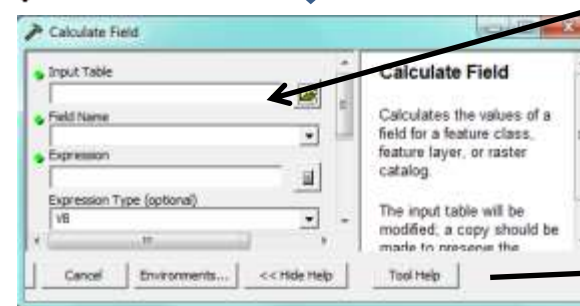 Calculate Field
Input Table
Field Name
Expression
Expression Type (optional)
VB
Calculate Field
Calculates the values of a
field for a feature class,
feature layer, or raster
catalog.
The input table will be
modified; a copy should be
made to preserve the
Cancel
Environments...
<< Hide Help
Tool Help